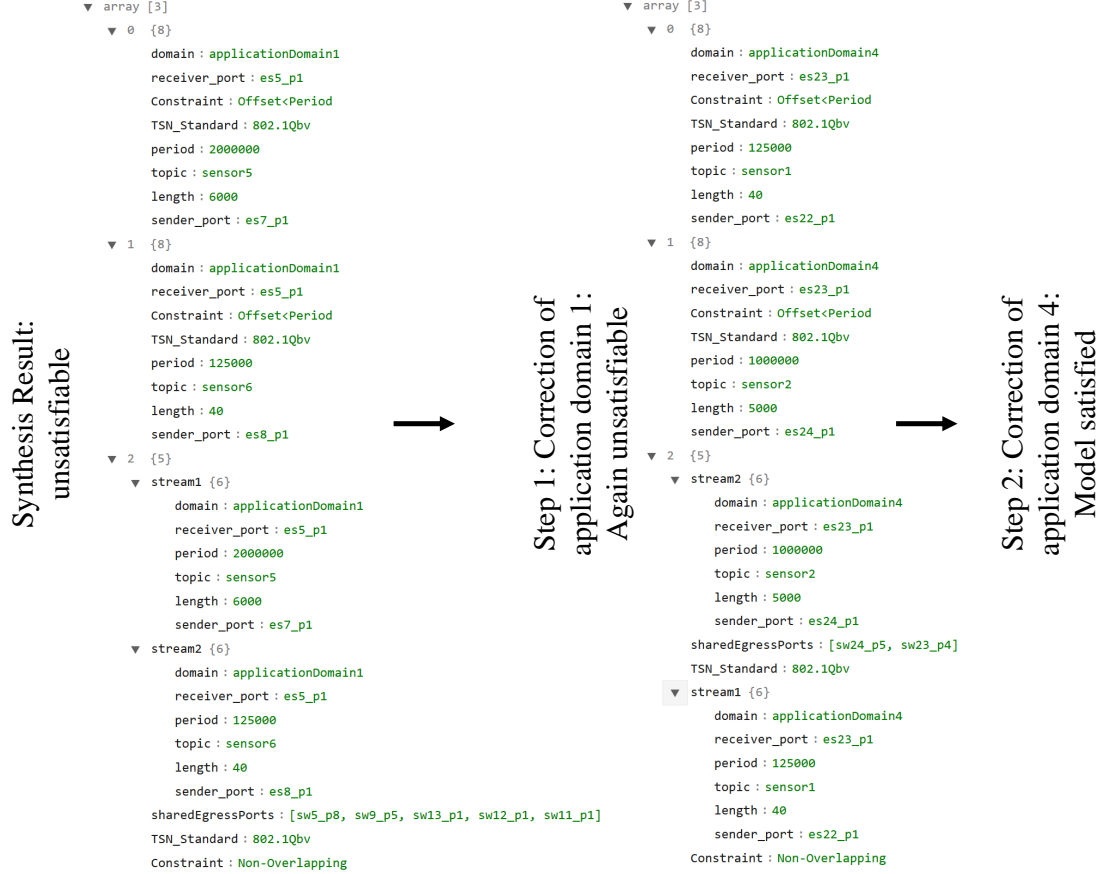 Synthesis Result:
unsatisfiable
▼ array [3]
▼ 0 {8}
domain : applicationDomain1
receiver_port : es5_p1
Constraint : Offset<Period
TSN_Standard : 802.1Qbv
period : 2000000
topic : sensor5
length : 6000
sender_port : es7_p1
▼ 1 {8}
domain : applicationDomain1
receiver_port : es5_p1
Constraint : Offset<Period
TSN_Standard : 802.1Qbv
period : 125000
topic : sensor6
length : 40
sender_port : es8_p1
▼ 2 {5}
▼ stream1 {6}
domain : applicationDomain1
receiver_port : es5_p1
period : 2000000
topic : sensor5
length : 6000
sender_port : es7_p1
▼ stream2 {6}
domain : applicationDomain1
receiver_port : es5_p1
period : 125000
topic : sensor6
length : 40
sender_port : es8_p1
sharedEgressPorts : [sw5_p8, sw9_p5, sw13_p1, sw12_p1, sw11_p1]
TSN_Standard : 802.1Qbv
Constraint : Non-Overlapping
Step 1: Correction of
application domain 1:
Again unsatisfiable
▼ array [3]
▼ 0 {8}
domain : applicationDomain4
receiver_port : es23_p1
Constraint : Offset<Period
TSN_Standard : 802.1Qbv
period : 125000
topic : sensor1
length : 40
sender_port : es22_p1
▼ 1 {8}
domain : applicationDomain4
receiver_port : es23_p1
Constraint : Offset<Period
TSN_Standard : 802.1Qbv
period : 1000000
topic : sensor2
length : 5000
sender_port : es24_p1
▼ 2 {5}
▼ stream2 {6}
domain : applicationDomain4
receiver_port : es23_p1
period : 1000000
topic : sensor2
length : 5000
sender_port : es24_p1
sharedEgressPorts : [sw24_p5, sw23_p4]
TSN_Standard : 802.1Qbv
▼ stream1 {6}
domain : applicationDomain4
receiver_port : es23_p1
period : 125000
topic : sensor1
length : 40
sender_port : es22_p1
Constraint : Non-Overlapping
Step 2: Correction of
application domain 4:
Model satisfied